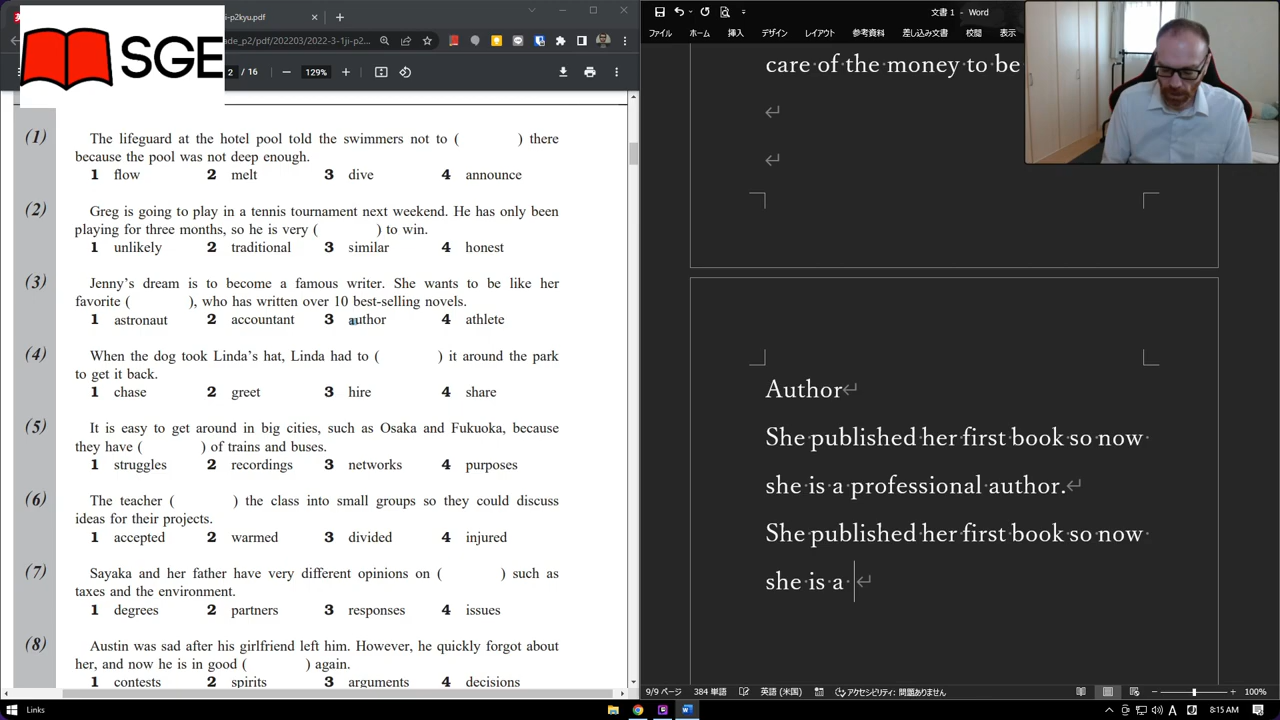 i-p2kyu.pdf
文書 1 - Word
ade_p2/pdf/202203/2022-3-1ji-p2...
SGE
2 / 16
129%
ファイル ホーム 挿入 デザイン レイアウト 参考資料 差し込み文書 校閲 表示
(1) The lifeguard at the hotel pool told the swimmers not to ( ) there
because the pool was not deep enough.
1 flow 2 melt 3 dive 4 announce
(2) Greg is going to play in a tennis tournament next weekend. He has only been
playing for three months, so he is very ( ) to win.
1 unlikely 2 traditional 3 similar 4 honest
(3) Jenny's dream is to become a famous writer. She wants to be like her
favorite ( ), who has written over 10 best-selling novels.
1 astronaut 2 accountant 3 author 4 athlete
(4) When the dog took Linda's hat, Linda had to ( ) it around the park
to get it back.
1 chase 2 greet 3 hire 4 share
(5) It is easy to get around in big cities, such as Osaka and Fukuoka, because
they have ( ) of trains and buses.
1 struggles 2 recordings 3 networks 4 purposes
(6) The teacher ( ) the class into small groups so they could discuss
ideas for their projects.
1 accepted 2 warmed 3 divided 4 injured
(7) Sayaka and her father have very different opinions on ( ) such as
taxes and the environment.
1 degrees 2 partners 3 responses 4 issues
(8) Austin was sad after his girlfriend left him. However, he quickly forgot about
her, and now he is in good ( ) again.
1 contests 2 spirits 3 arguments 4 decisions
care of the money to be
Author
She published her first book so now
she is a professional author.
She published her first book so now
she is a
9/9 ページ 384 単語 英語 (米国) アクセシビリティ: 問題ありません 100%
Links
A 8:15 AM